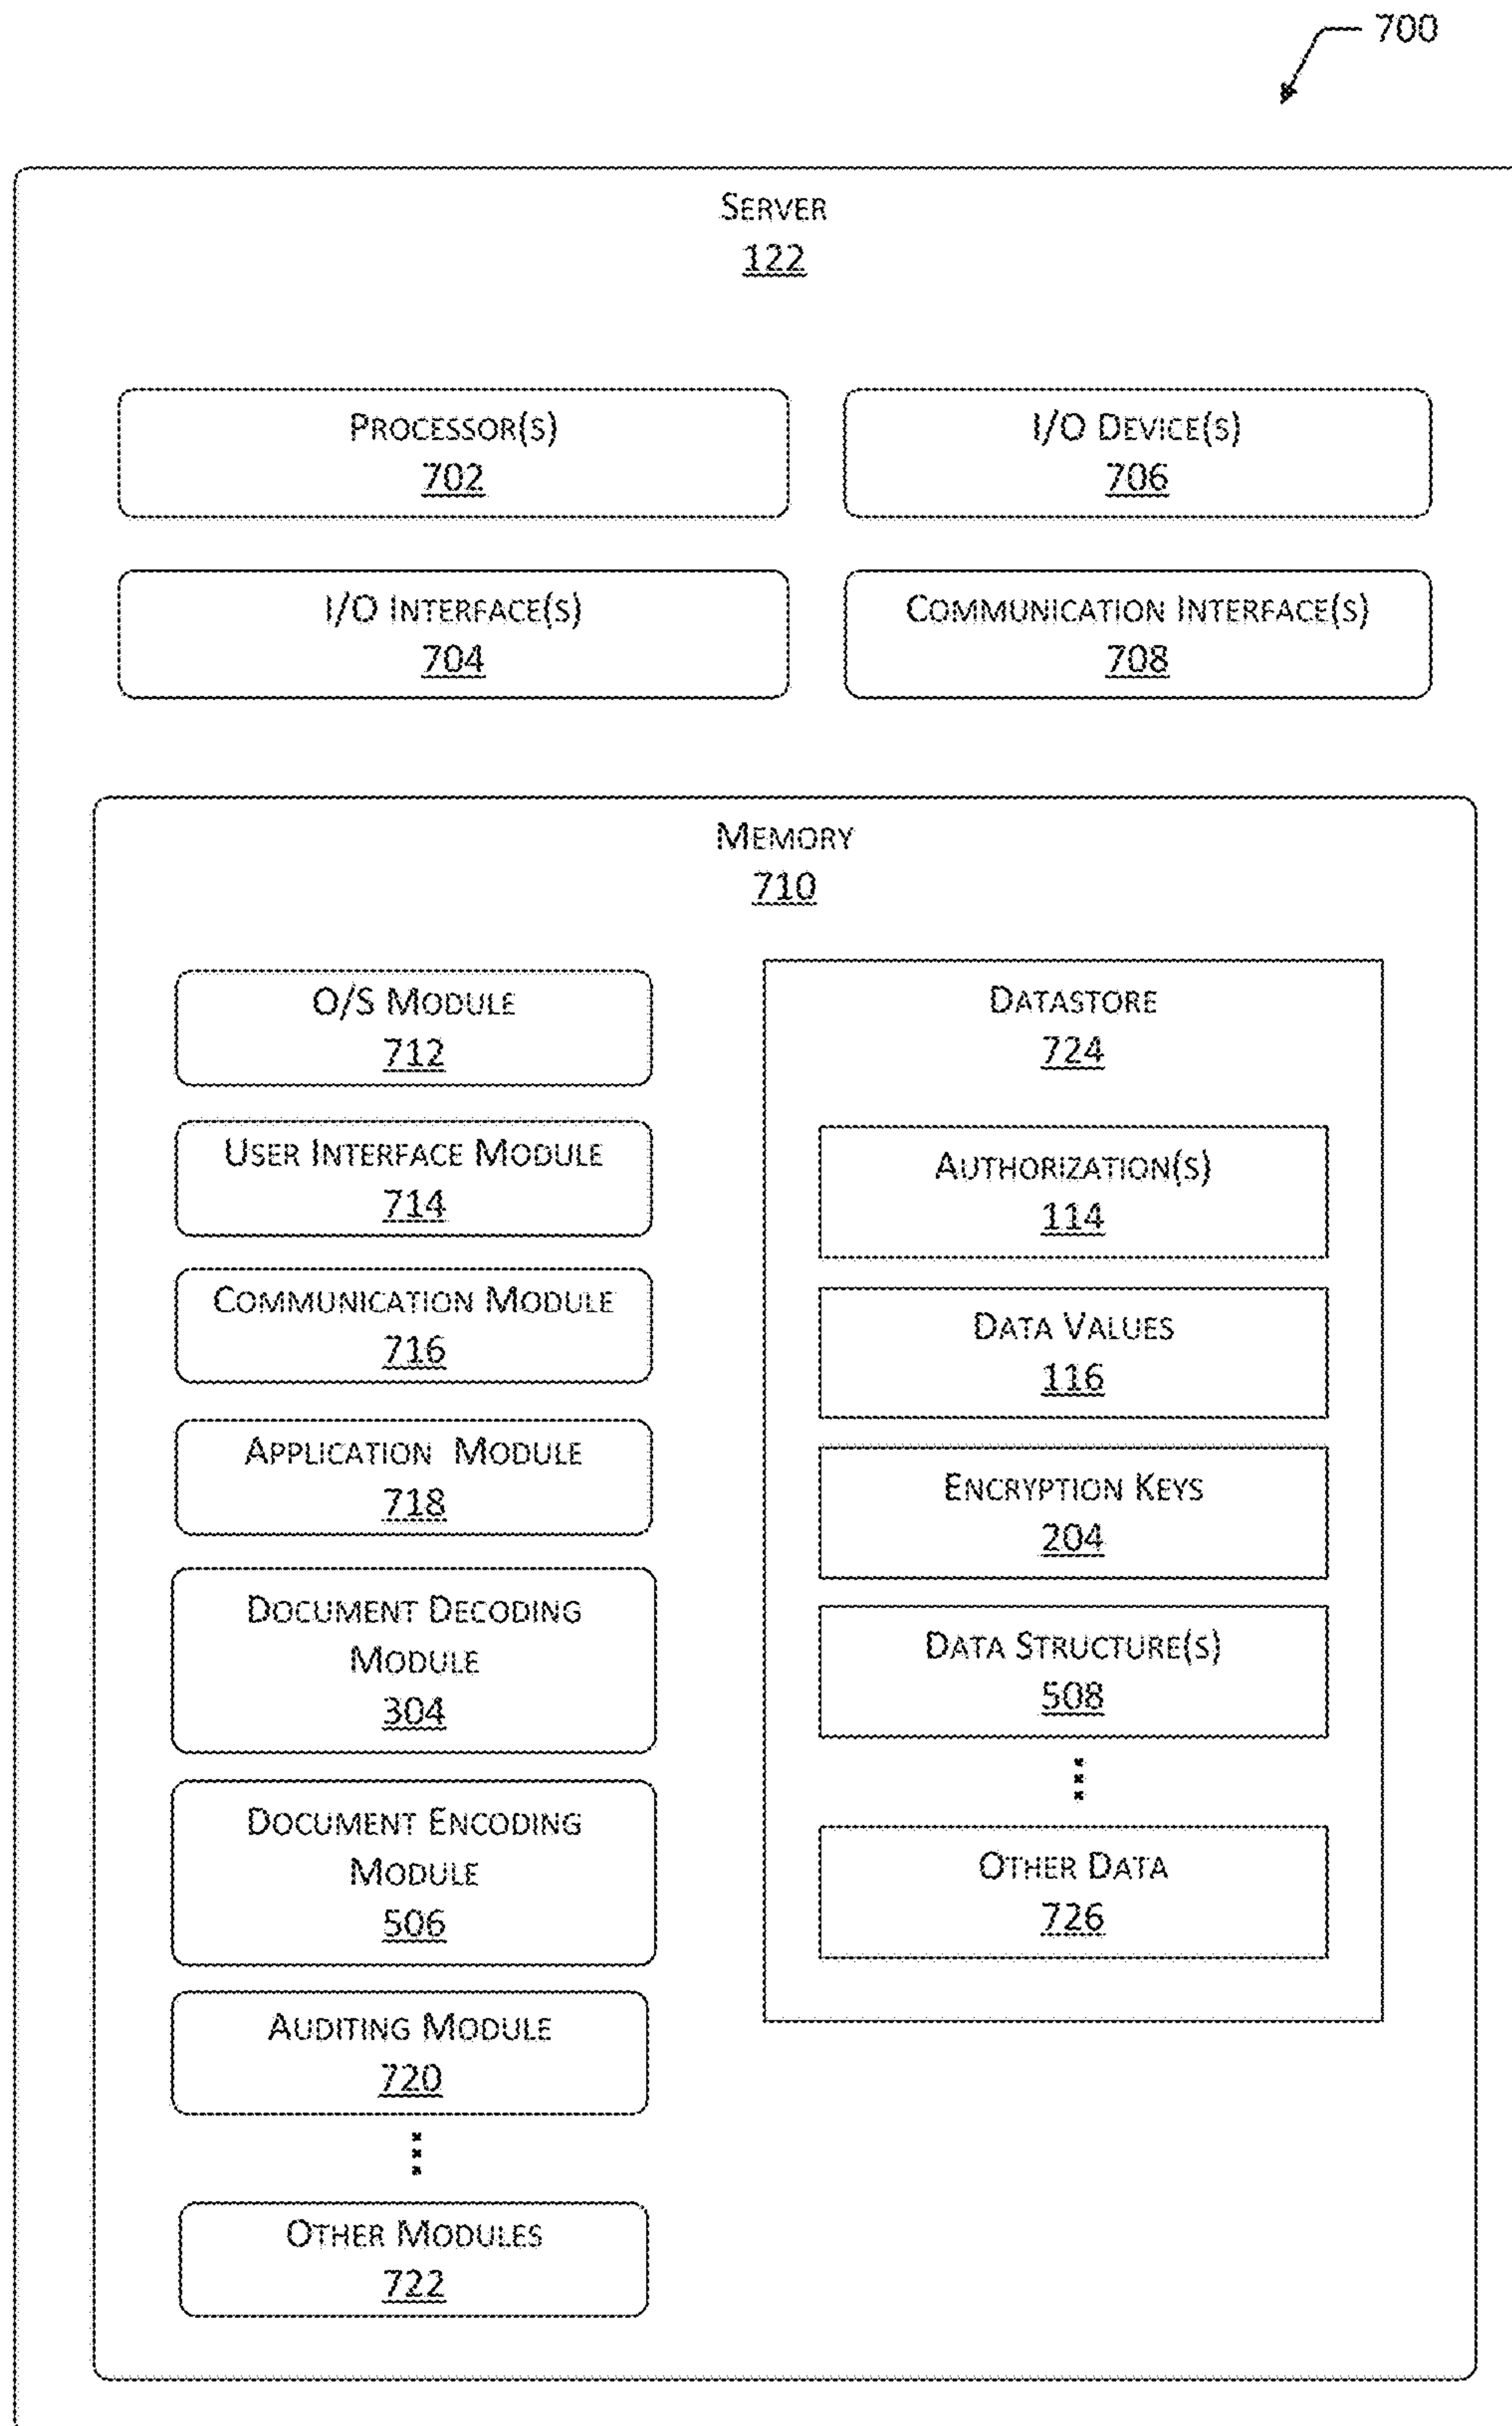 700
SERVER
122
PROCESSOR(S)
702
I/O DEVICE(S)
706
I/O INTERFACE(S)
704
COMMUNICATION INTERFACE(S)
708
MEMORY
710
O/S MODULE
712
USER INTERFACE MODULE
714
COMMUNICATION MODULE
716
APPLICATION MODULE
718
DOCUMENT DECODING
MODULE
304
DOCUMENT ENCODING
MODULE
506
AUDITING MODULE
720
OTHER MODULES
722
DATASTORE
724
AUTHORIZATION(S)
114
DATA VALUES
116
ENCRYPTION KEYS
204
DATA STRUCTURE(S)
508
OTHER DATA
726